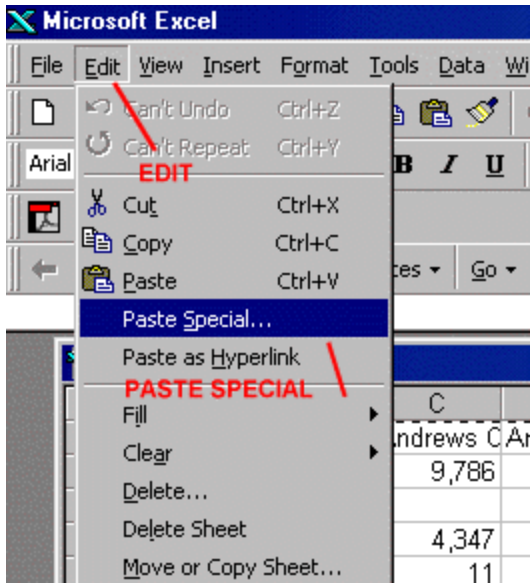 Microsoft Excel
File Edit View Insert Format Tools Data Wi
Can't Undo Ctrl+Z
Can't Repeat Ctrl+Y
Arial
B I U
EDIT
Cut Ctrl+X
Copy Ctrl+C
Paste Ctrl+V
Go
Paste Special...
Paste as Hyperlink
PASTE SPECIAL
Fill
C
Clear
9,786
Delete...
Delete Sheet
4,347
Move or Copy Sheet...
11